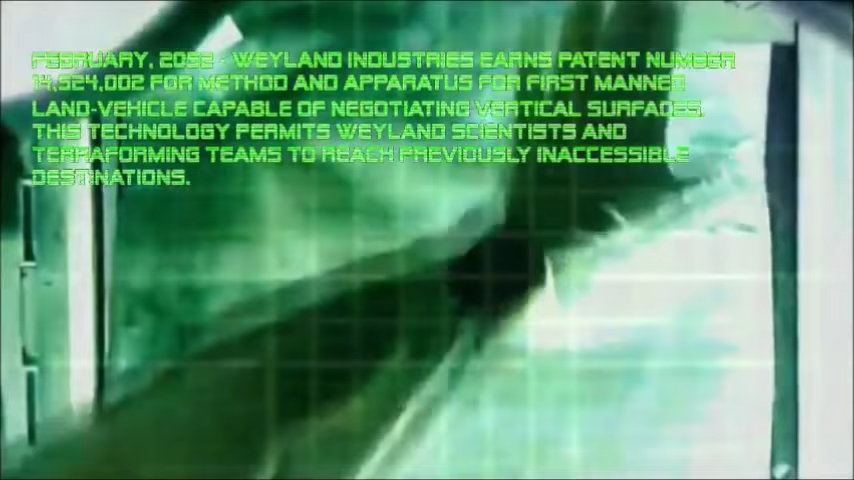 FEBRUARY, 2052 - WEYLAND INDUSTRIES EARNS PATENT NUMBER
14,624,002 FOR METHOD AND APPARATUS FOR FIRST MANNED
LAND-VEHICLE CAPABLE OF NEGOTIATING VERTICAL SURFACES.
THIS TECHNOLOGY PERMITS WEYLAND SCIENTISTS AND
TERRAFORMING TEAMS TO REACH PREVIOUSLY INACCESSIBLE
DESTINATIONS.